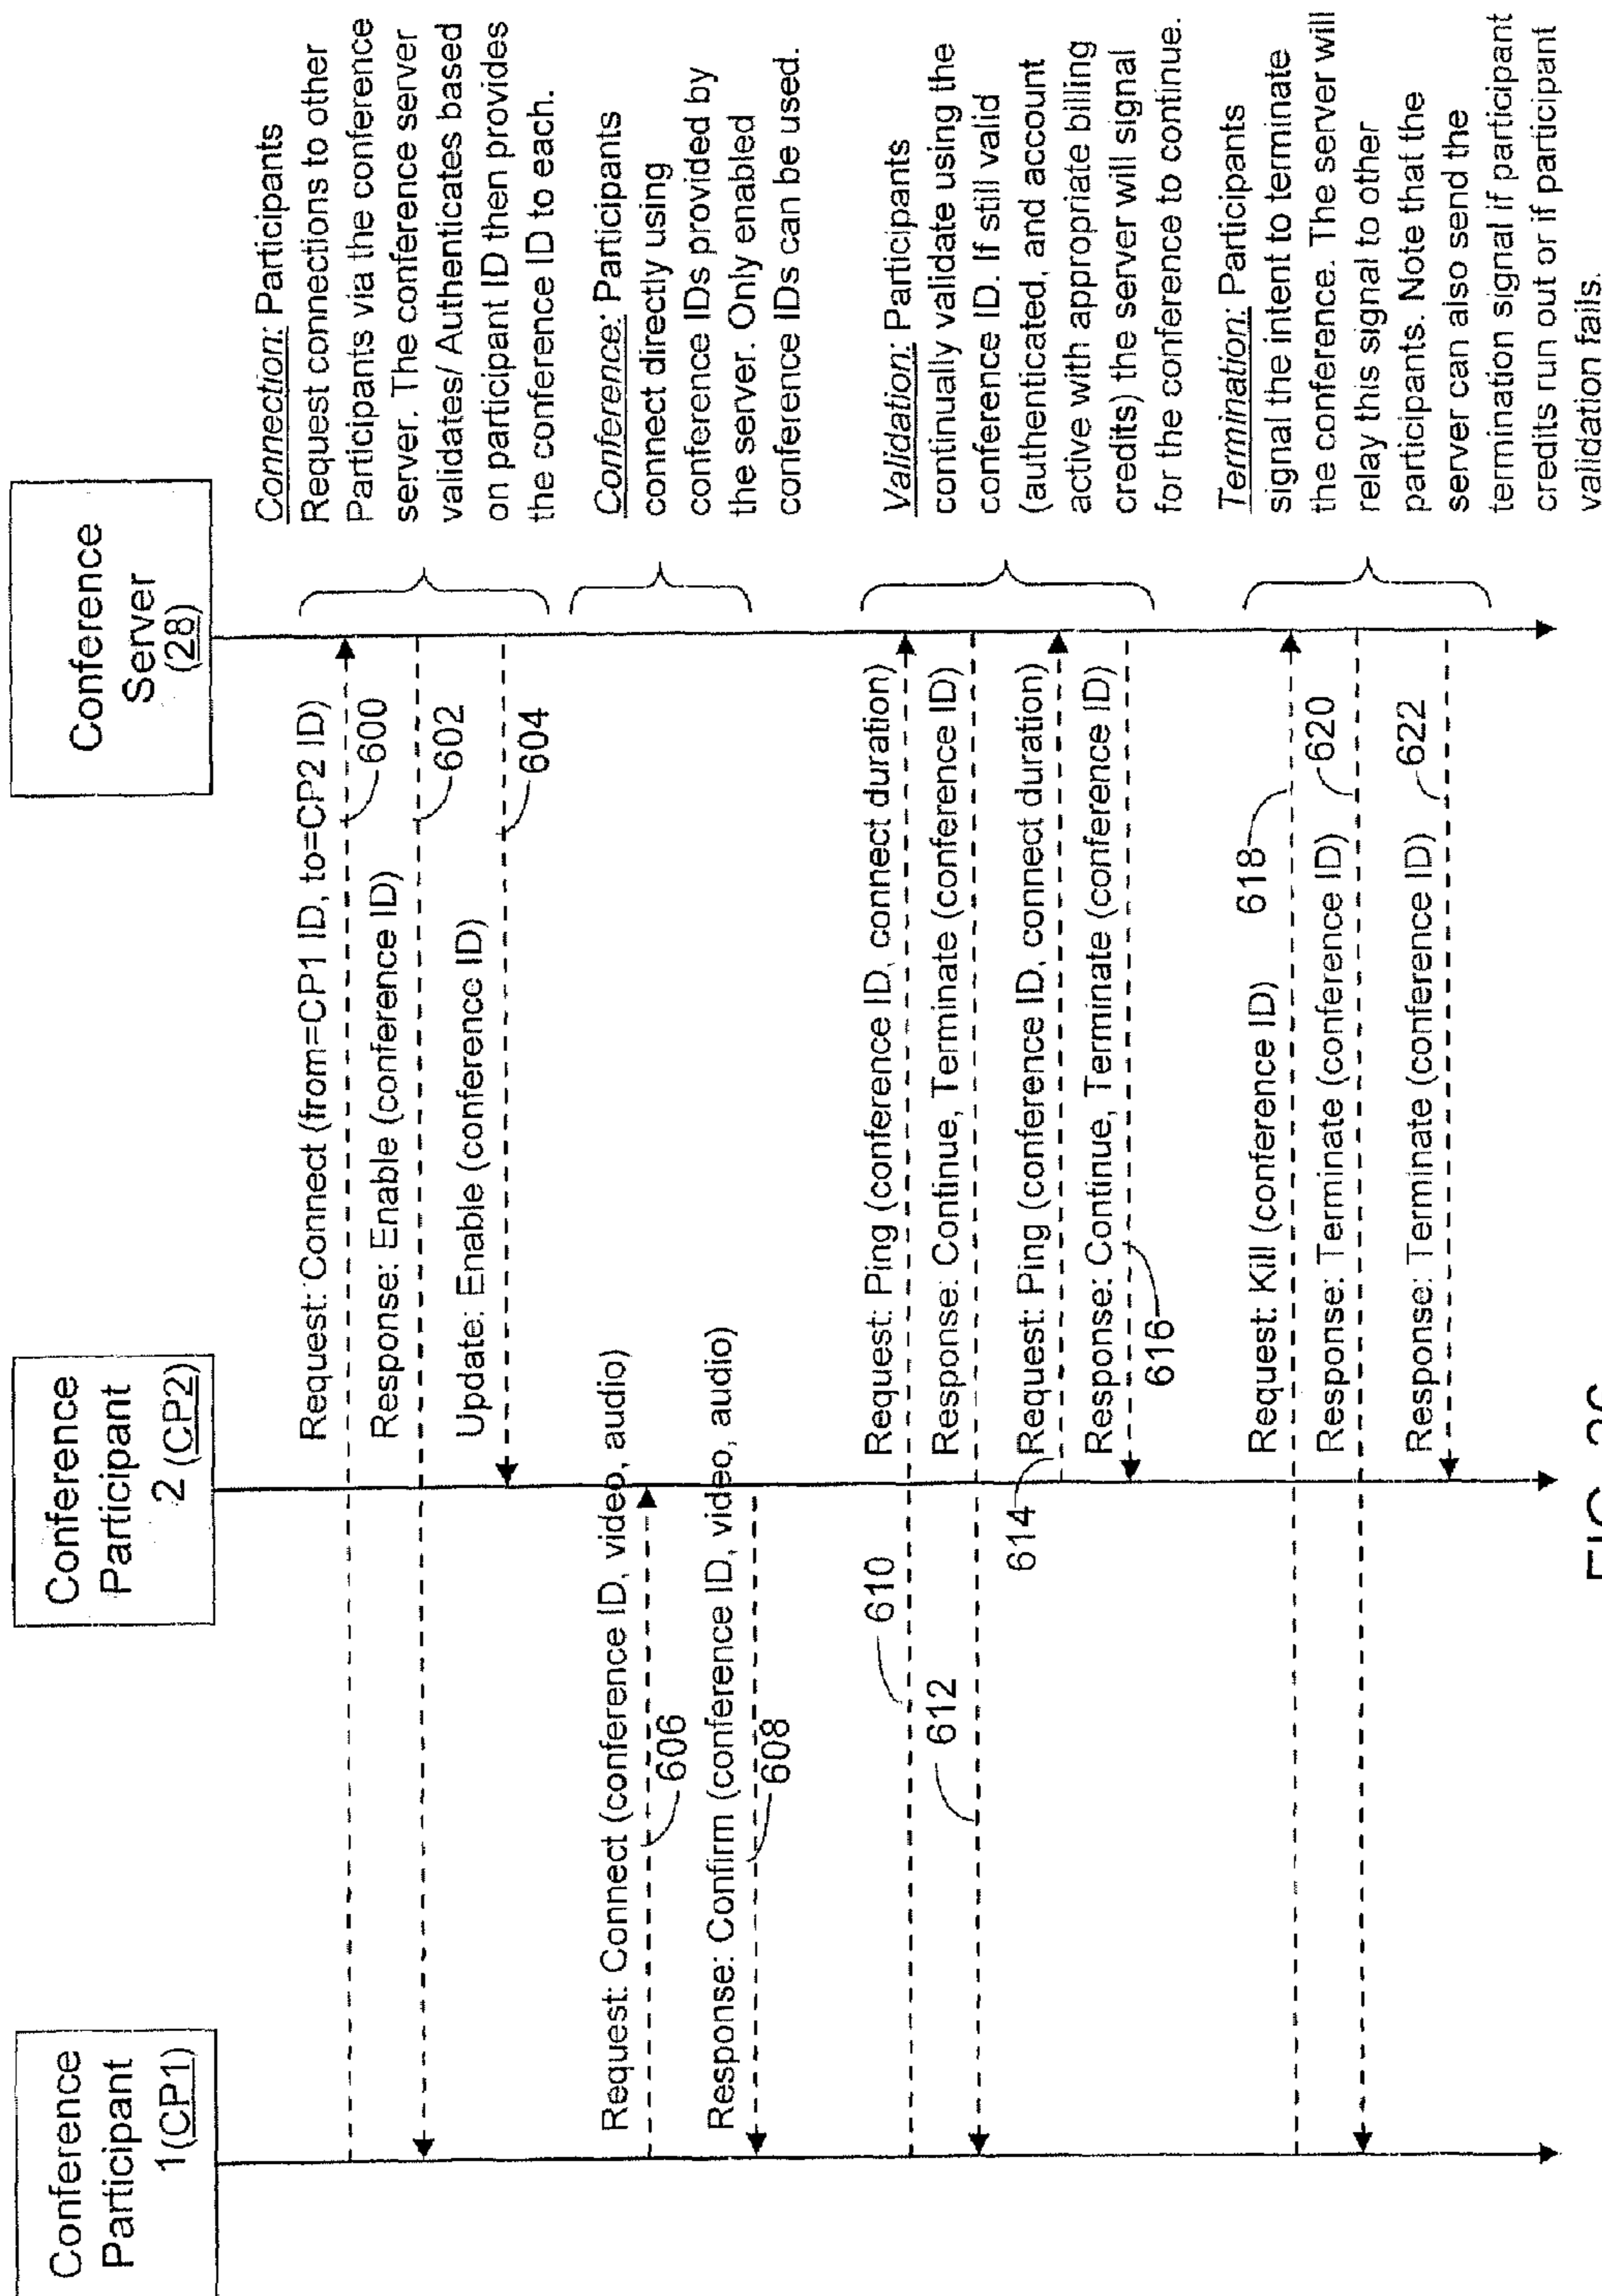 Conference
Participant
1(CP1)
Conference
Participant
2 (CP2)
Conference
Server
(28)
Request: Connect (from=CP1 ID, to=CP2 ID)
600
Response: Enable (conference ID)
602
Update: Enable (conference ID)
604
Connection: Participants
Request connections to other
Participants via the conference
server. The conference server
validates/ Authenticates based
on participant ID then provides
the conference ID to each.
Request: Connect (conference ID, video, audio)
606
Response: Confirm (conference ID, video, audio)
608
Conference: Participants
connect directly using
conference IDs provided by
the server. Only enabled
conference IDs can be used.
610
Request: Ping (conference ID, connect duration)
612
Response: Continue, Terminate (conference ID)
614
Request: Ping (conference ID, connect duration)
Response: Continue, Terminate (conference ID)
616
Validation: Participants
continually validate using the
conference ID. If still valid
(authenticated, and account
active with appropriate billing
credits) the server will signal
for the conference to continue.
Request: Kill (conference ID)
618
Response: Terminate (conference ID)
620
Response: Terminate (conference ID)
622
Termination: Participants
signal the intent to terminate
the conference. The server will
relay this signal to other
participants. Note that the
server can also send the
termination signal if participant
credits run out or if participant
validation fails.